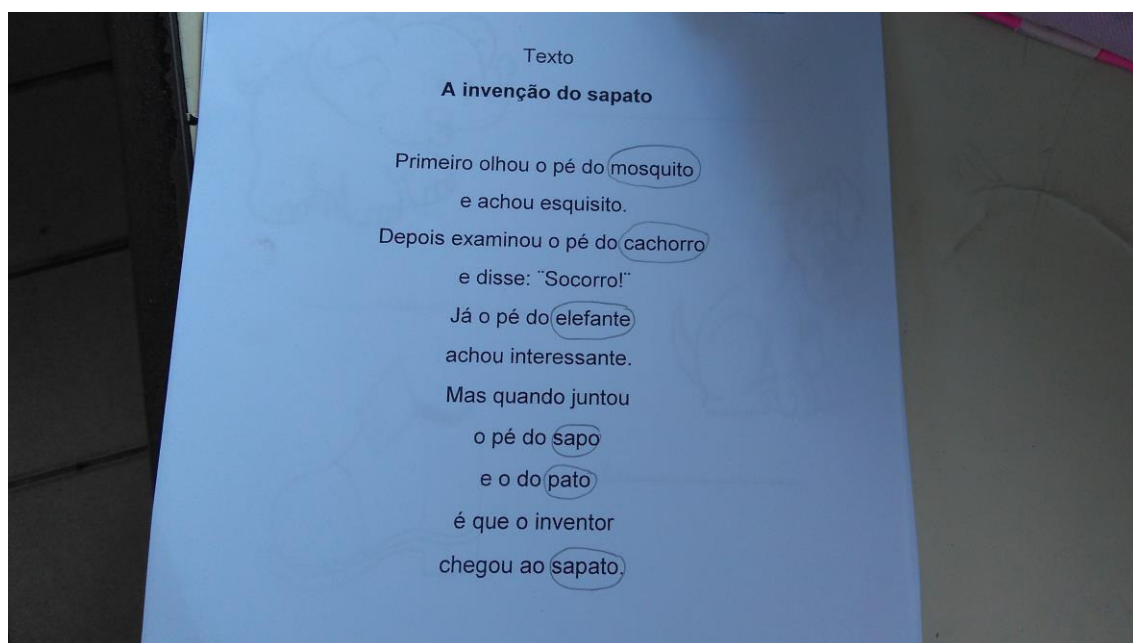 Texto
A invenção do sapato
Primeiro olhou o pé do mosquito
e achou esquisito.
Depois examinou o pé do cachorro
e disse: ¨Socorro!¨
Já o pé do elefante
achou interessante.
Mas quando juntou
o pé do sapo
e o do pato
é que o inventor
chegou ao sapato.